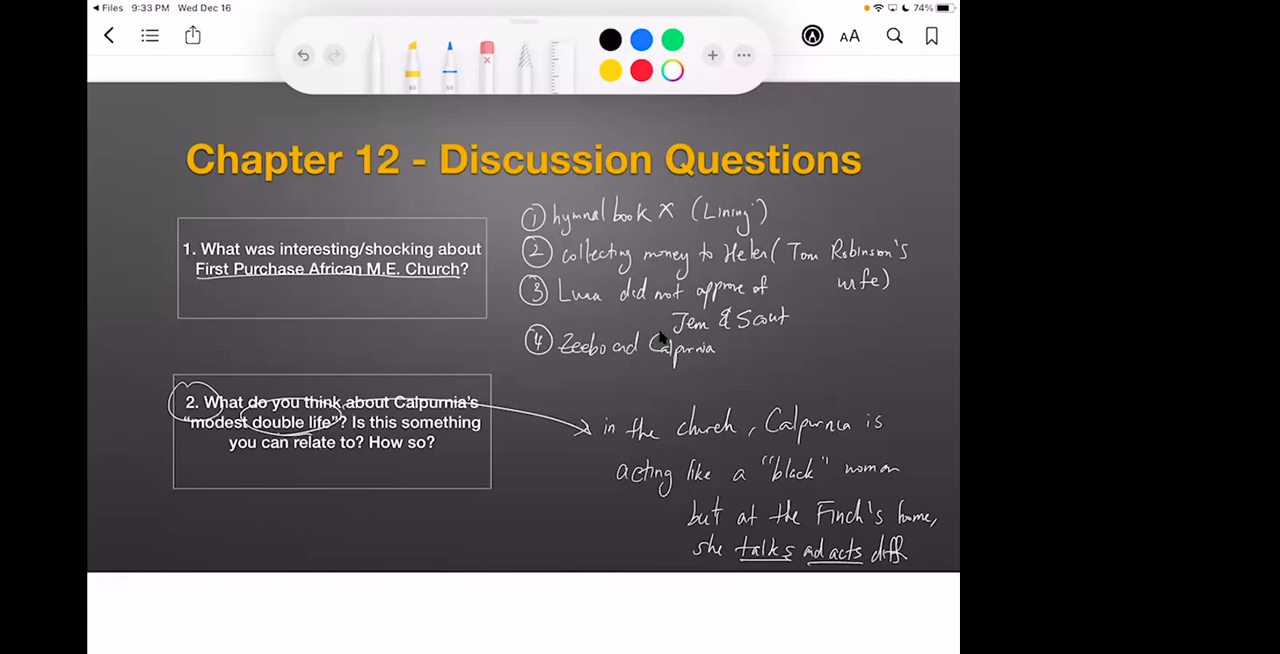 Files 9:33 PM Wed Dec 16
74%
AA
Chapter 12 - Discussion Questions
1. What was interesting/shocking about
First Purchase African M.E. Church?
① hymnal book X (Lining)
② collecting money to Helen (Tom Robinson's
wife)
③ Lula did not approve of
Jem & Scout
④ Zeebo and Calpurnia
2. What do you think about Calpurnia's
“modest double life”? Is this something
you can relate to? How so?
in the church, Calpurnia is
acting like a "black" woman
but at the Finch's home,
she talks and acts diff